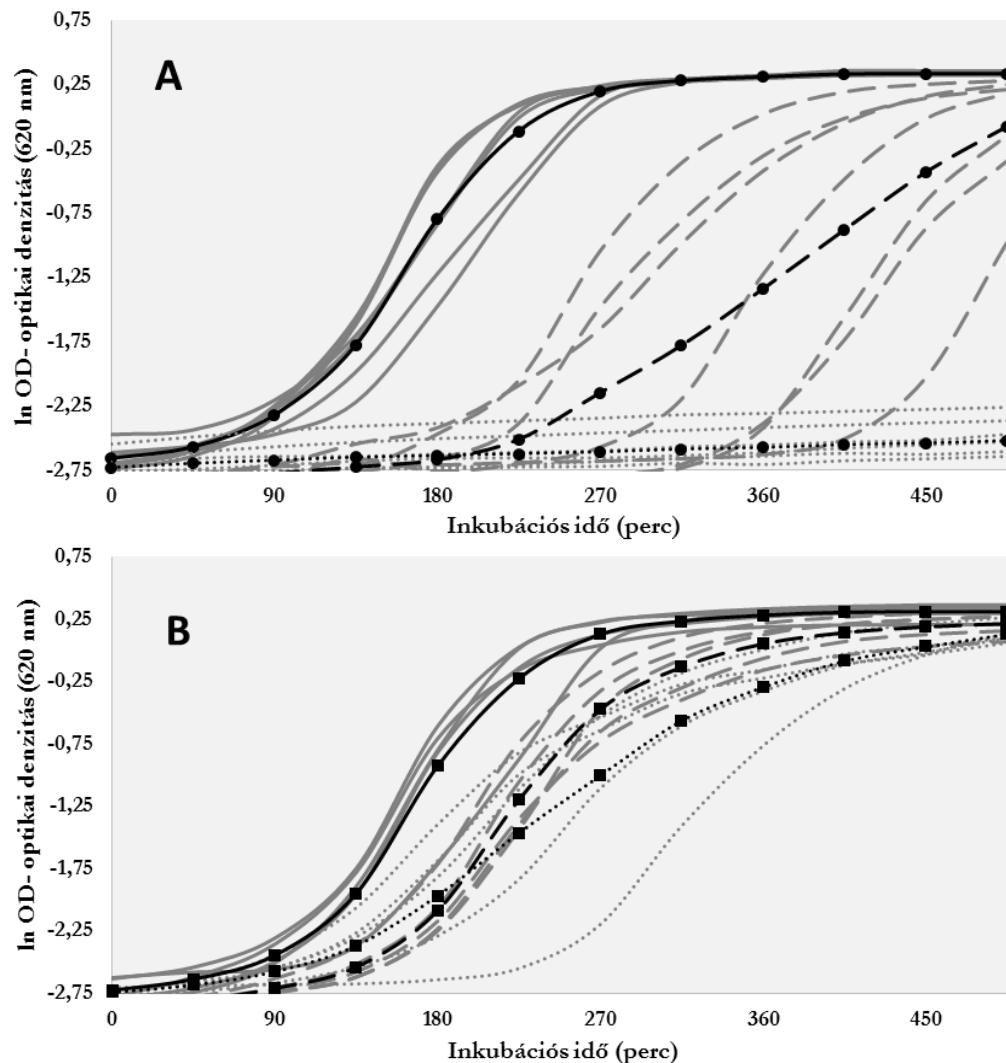 0,75
A
0,25
-0,25
-0,75
-1,25
-1,75
-2,25
-2,75
ln OD- optikai denzitás (620 nm)
0 90 180 270 360 450
Inkubációs idő (perc)
0,75
B
0,25
-0,25
-0,75
-1,25
-1,75
-2,25
-2,75
ln OD- optikai denzitás (620 nm)
0 90 180 270 360 450
Inkubációs idő (perc)